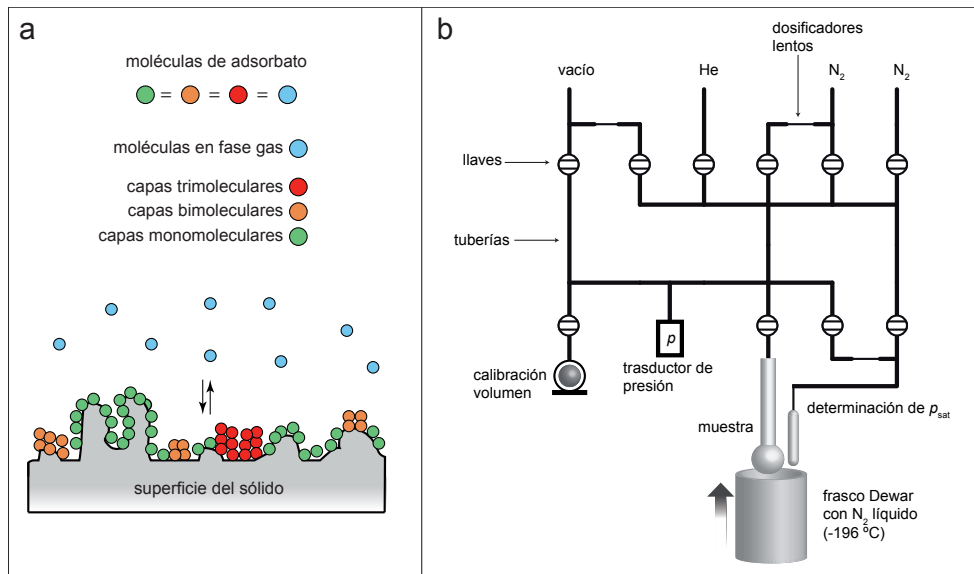 a
moléculas de adsorbato
= = =
moléculas en fase gas
capas trimoleculares
capas bimoleculares
capas monomoleculares
superficie del sólido
b
dosificadores
lentos
vacío
He
N2
N2
llaves
tuberías
p
calibración
volumen
trasductor de
presión
muestra
determinación de psat
frasco Dewar
con N2 líquido
(-196 ºC)